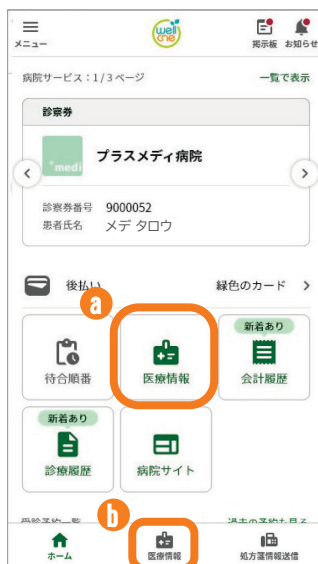 well one
メニュー
掲示板 お知らせ
病院サービス:1/3ページ 一覧で表示
診察券
+medi
プラスメディ病院
診察券番号 9000052
患者氏名 メデ タロウ
後払い 緑色のカード
a
新着あり
待合順番 医療情報 会計履歴
新着あり
診療履歴 病院サイト
b
受診予約一覧 過去の予約も見る
ホーム 医療情報 処方箋情報送信